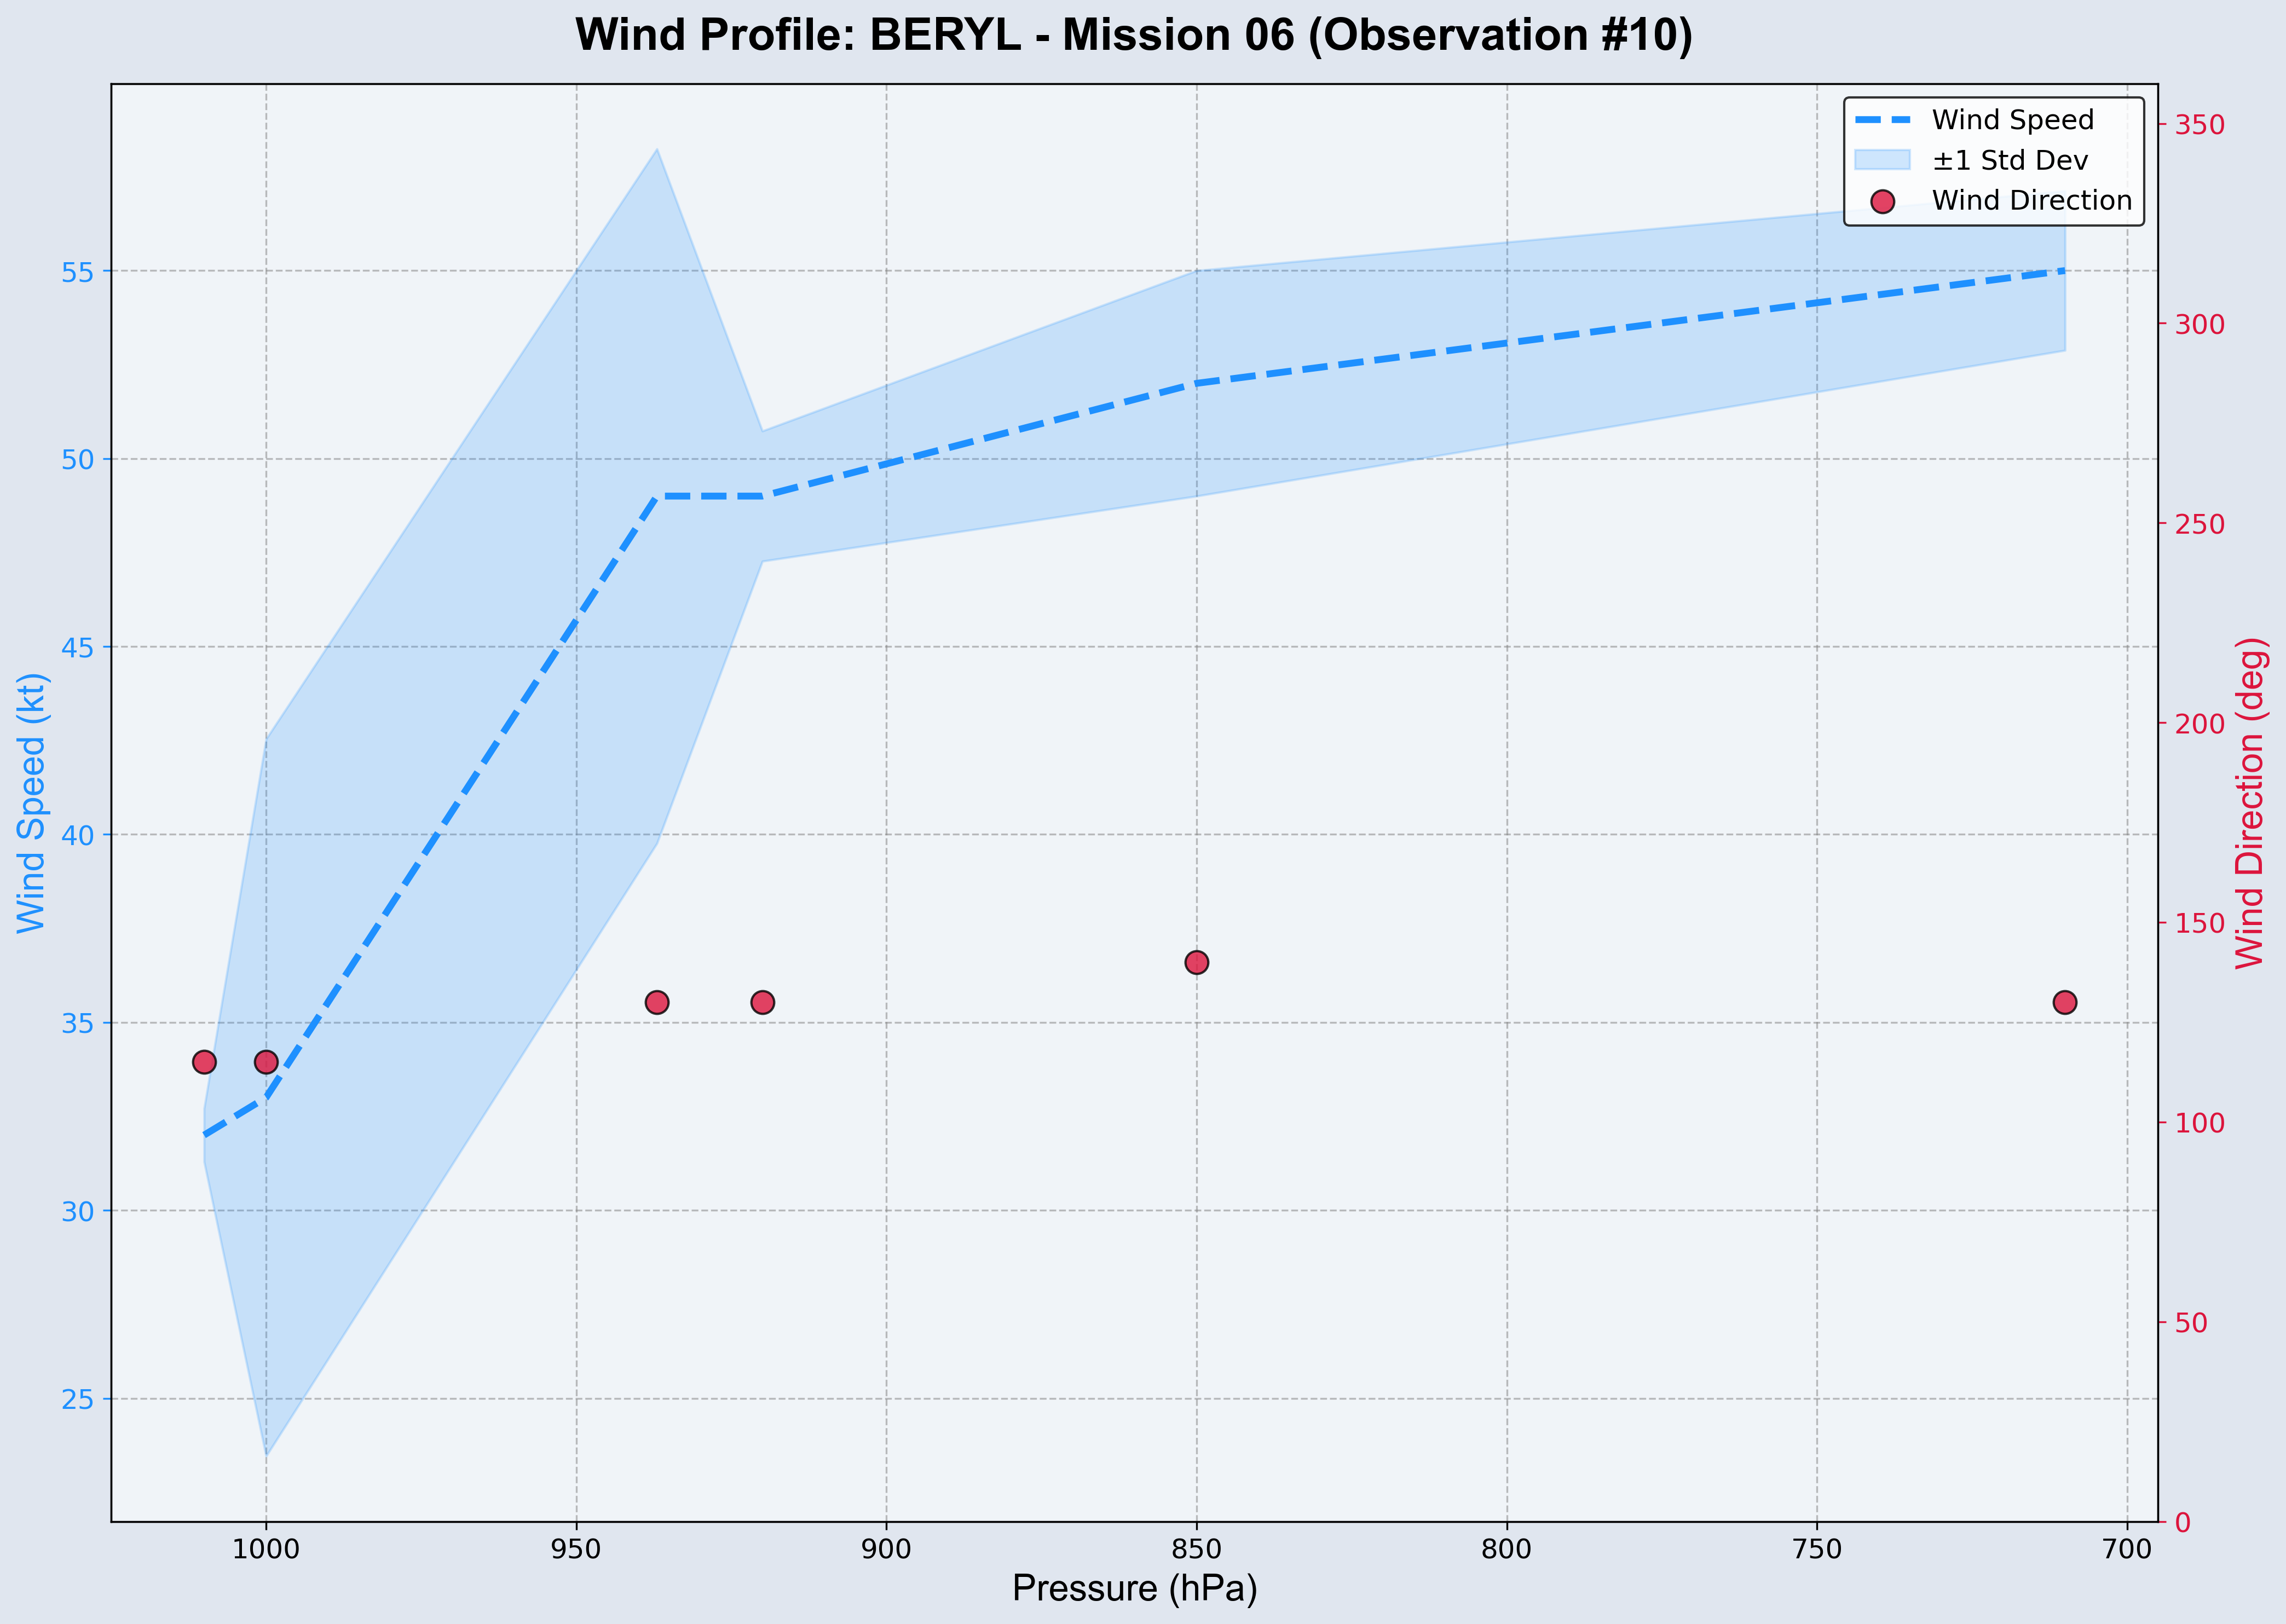 Wind Profile: BERYL - Mission 06 (Observation #10)
Wind Speed
±1 Std Dev
Wind Direction
Wind Speed (kt)
55
50
45
40
35
30
25
350
300
250
200
150
100
50
0
Wind Direction (deg)
1000 950 900 850 800 750 700
Pressure (hPa)